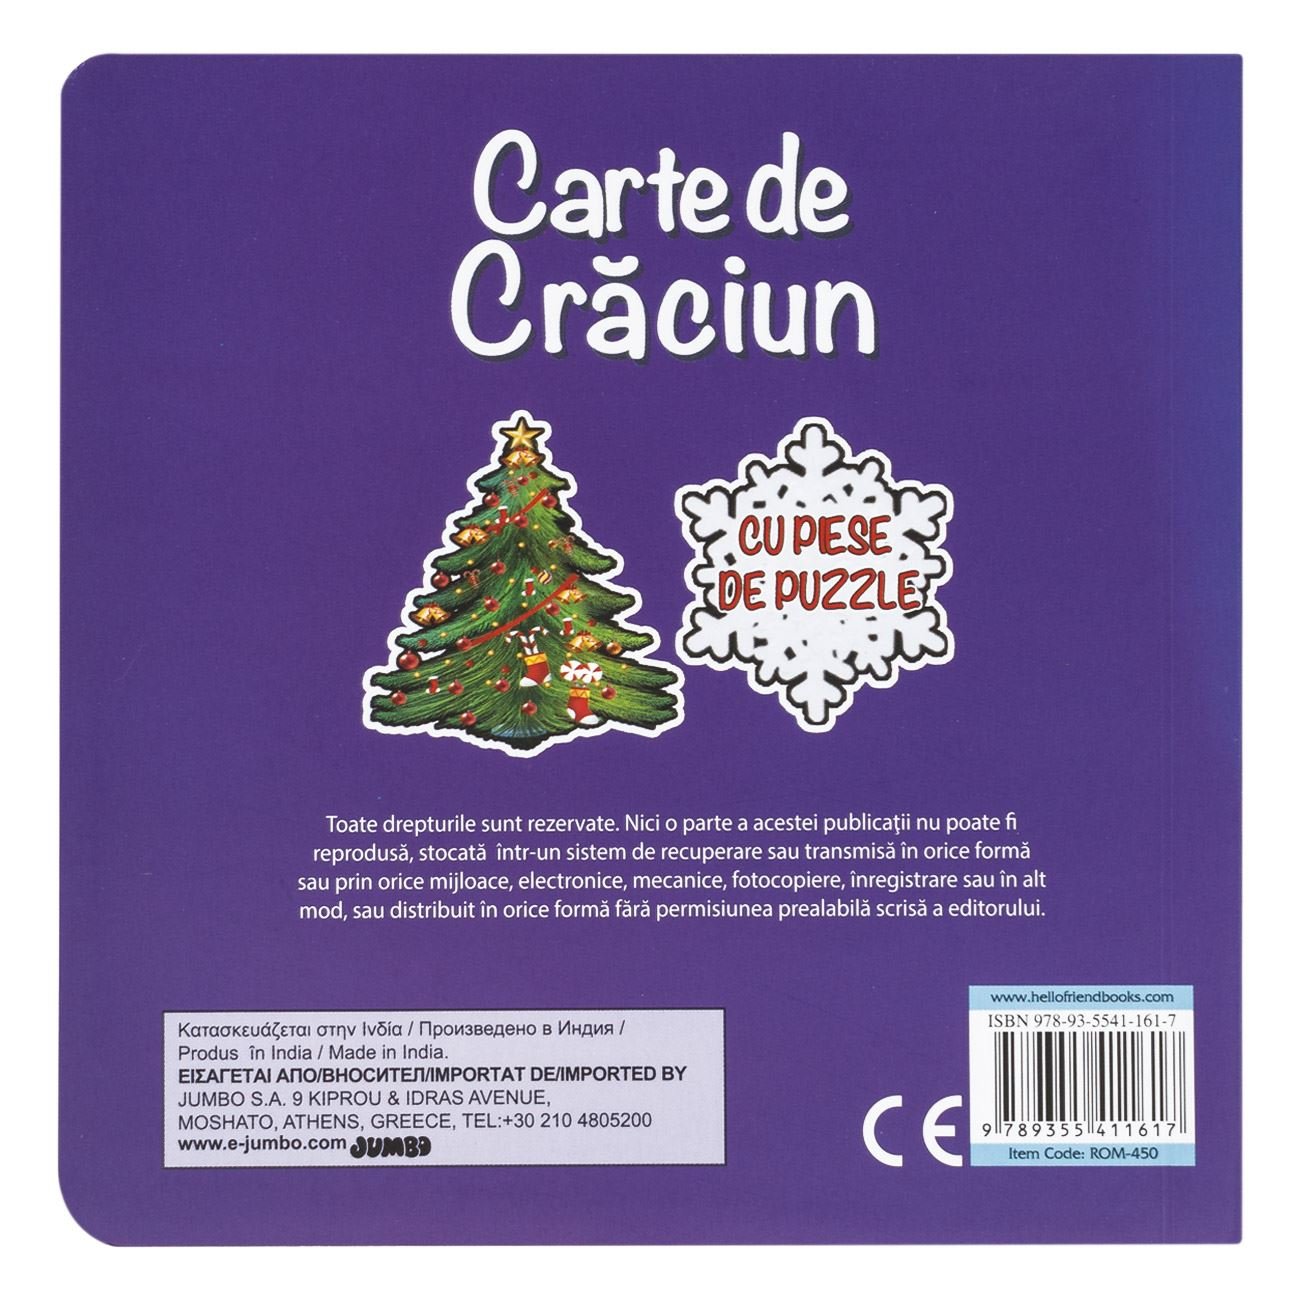 Carte de
Crăciun
CU PIESE
DE PUZZLE
Toate drepturile sunt rezervate. Nici o parte a acestei publicaţii nu poate fi
reprodusă, stocată într-un sistem de recuperare sau transmisă în orice formă
sau prin orice mijloace, electronice, mecanice, fotocopiere, înregistrare sau în alt
mod, sau distribuit în orice formă fără permisiunea prealabilă scrisă a editorului.
Κατασκευάζεται στην Ινδία / Произведено в Индия /
Produs în India / Made in India.
ΕΙΣΑΓΕΤΑΙ ΑΠΟ/ВНОСИТЕЛ/IMPORTAT DE/IMPORTED BY
JUMBO S.A. 9 KIPROU & IDRAS AVENUE,
MOSHATO, ATHENS, GREECE, TEL:+30 210 4805200
www.e-jumbo.com JUMBO
CE
www.hellofriendbooks.com
ISBN 978-93-5541-161-7
9 789355 411617
Item Code: ROM-450